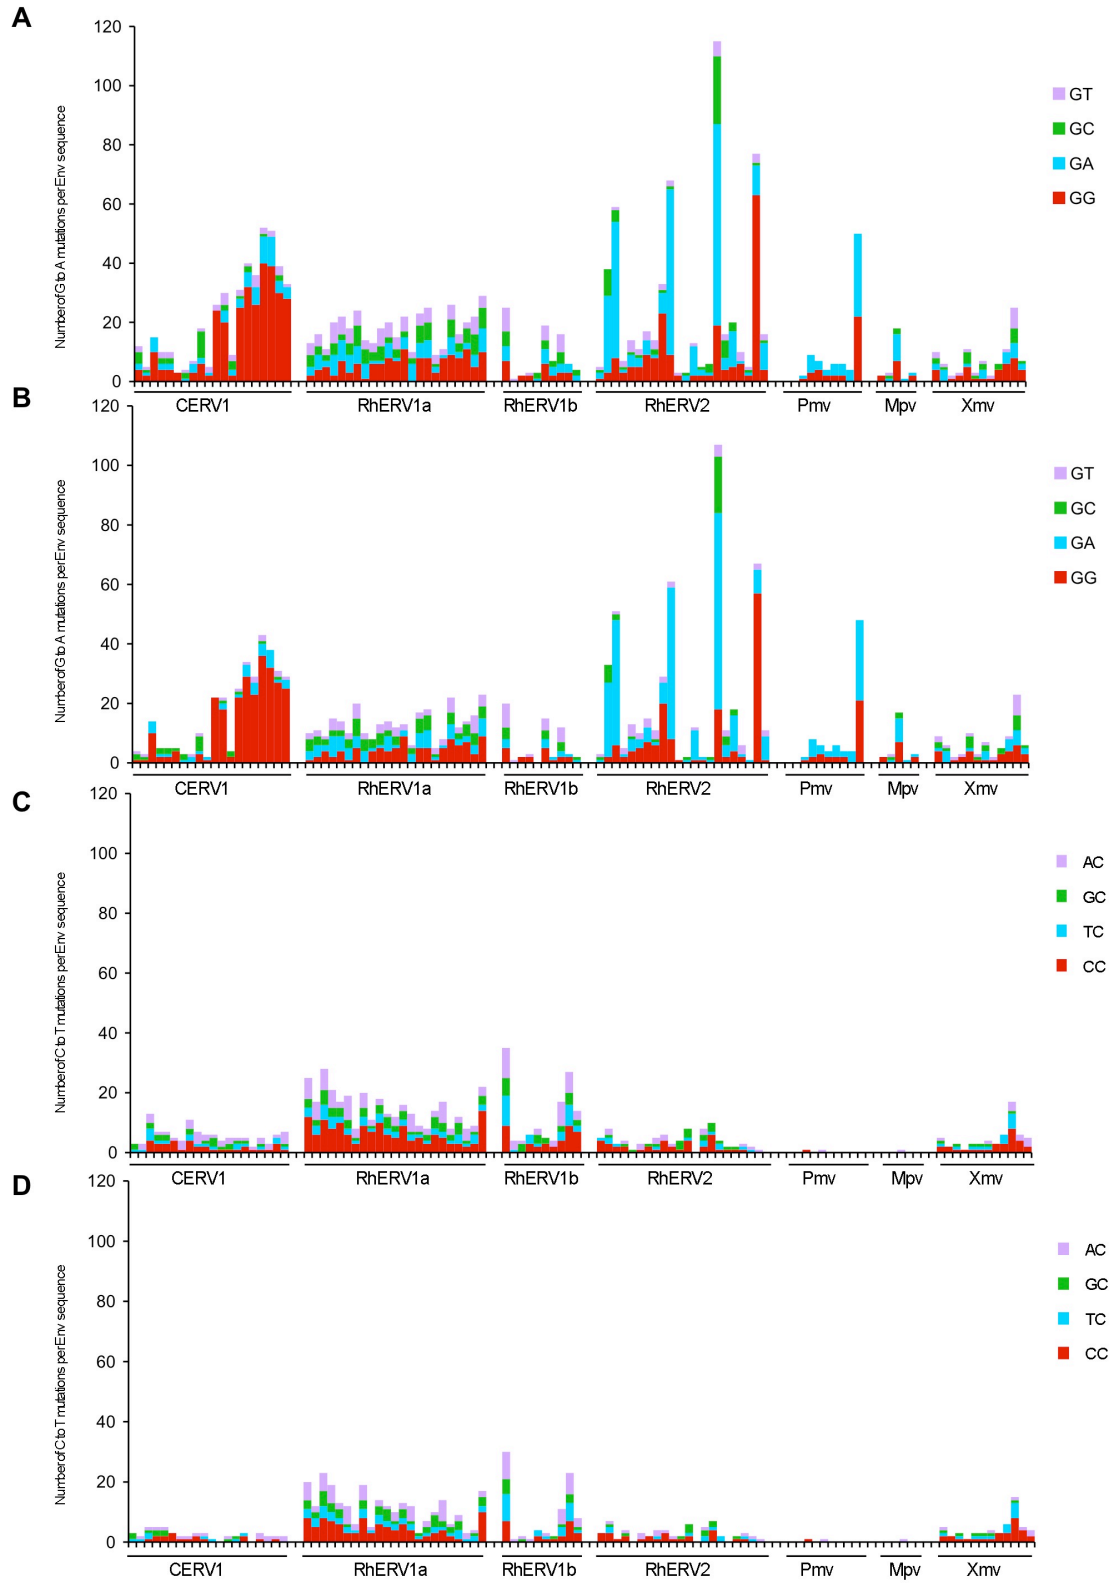 A
Number of G to A mutations per Env sequence
120
100
80
60
40
20
0
GT
GC
GA
GG
CERV1 RhERV1a RhERV1b RhERV2 Pmv Mpv Xmv
B
Number of G to A mutations per Env sequence
120
100
80
60
40
20
0
GT
GC
GA
GG
CERV1 RhERV1a RhERV1b RhERV2 Pmv Mpv Xmv
C
Number of C to T mutations per Env sequence
120
100
80
60
40
20
0
AC
GC
TC
CC
CERV1 RhERV1a RhERV1b RhERV2 Pmv Mpv Xmv
D
Number of C to T mutations per Env sequence
120
100
80
60
40
20
0
AC
GC
TC
CC
CERV1 RhERV1a RhERV1b RhERV2 Pmv Mpv Xmv